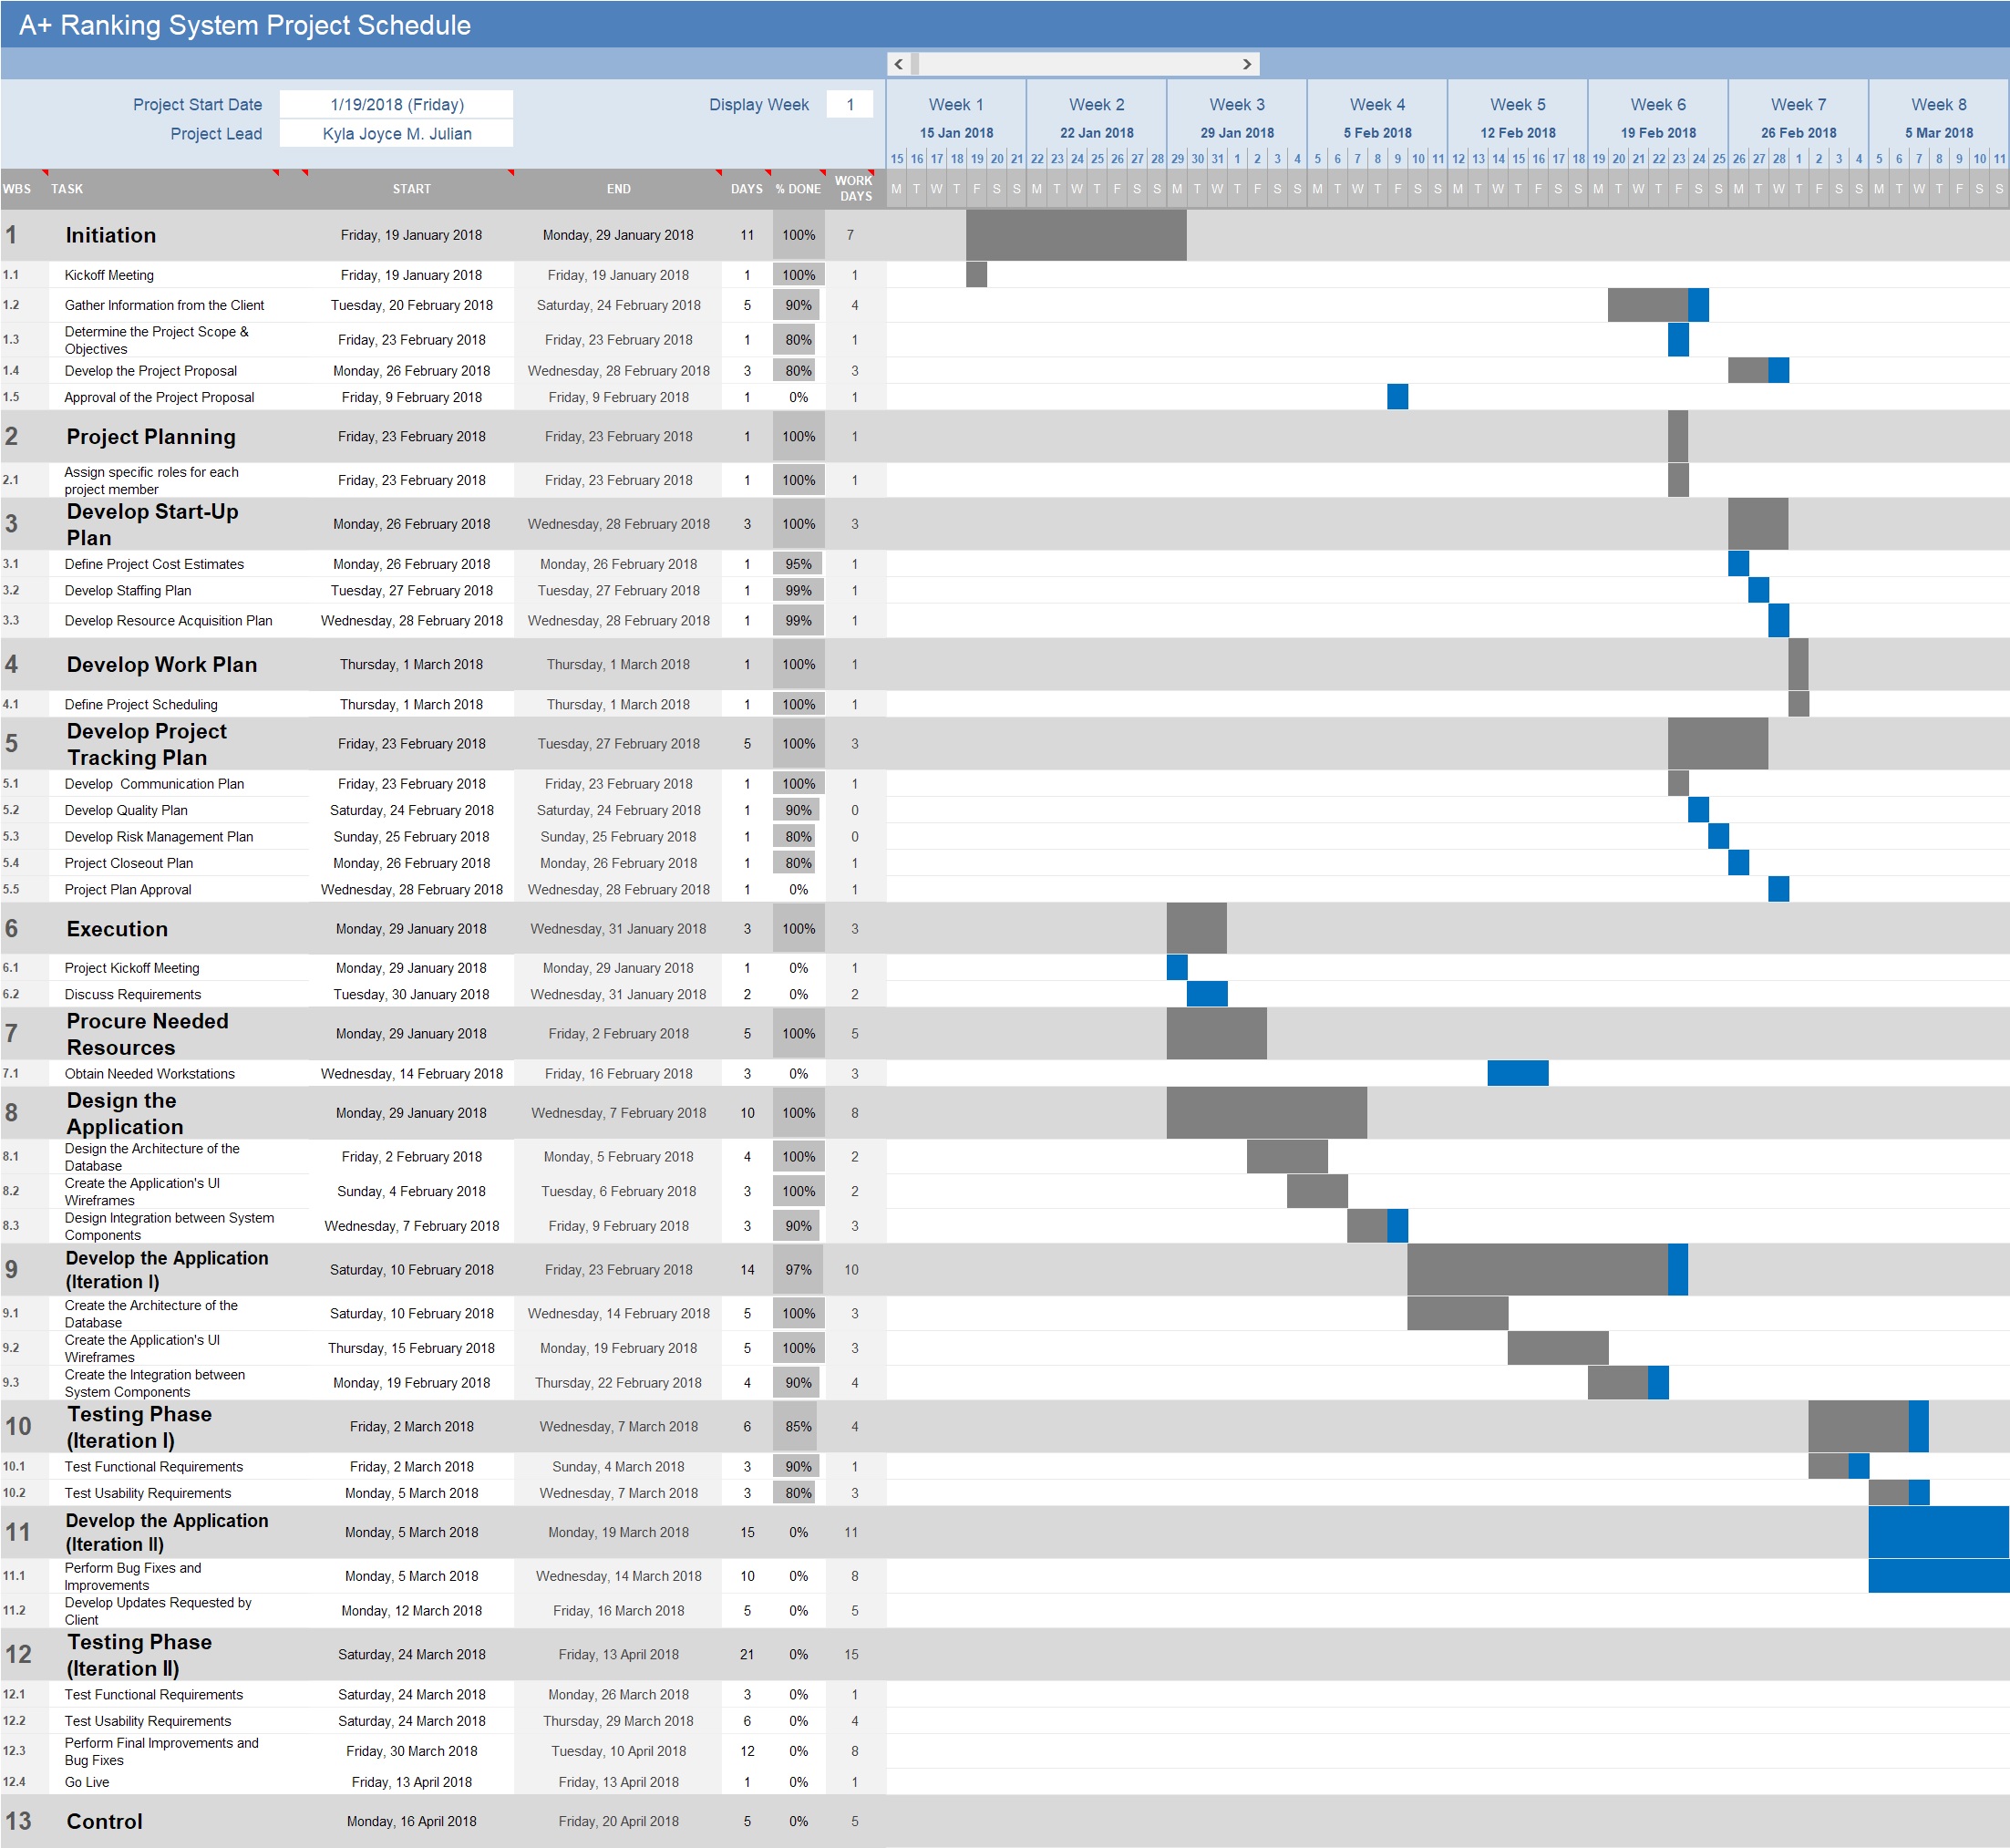 A+ Ranking System Project Schedule
< >
Project Start Date 1/19/2018 (Friday) Display Week 1 Week 1 Week 2 Week 3 Week 4 Week 5 Week 6 Week 7 Week 8
Project Lead Kyla Joyce M. Julian 15 Jan 2018 22 Jan 2018 29 Jan 2018 5 Feb 2018 12 Feb 2018 19 Feb 2018 26 Feb 2018 5 Mar 2018
15 16 17 18 19 20 21 22 23 24 25 26 27 28 29 30 31 1 2 3 4 5 6 7 8 9 10 11 12 13 14 15 16 17 18 19 20 21 22 23 24 25 26 27 28 1 2 3 4 5 6 7 8 9 10 11
WBS TASK START END DAYS % DONE WORK DAYS M T W T F S S M T W T F S S M T W T F S S M T W T F S S M T W T F S S M T W T F S S M T W T F S S M T W T F S S
1 Initiation Friday, 19 January 2018 Monday, 29 January 2018 11 100% 7
1.1 Kickoff Meeting Friday, 19 January 2018 Friday, 19 January 2018 1 100% 1
1.2 Gather Information from the Client Tuesday, 20 February 2018 Saturday, 24 February 2018 5 90% 4
1.3 Determine the Project Scope & Objectives Friday, 23 February 2018 Friday, 23 February 2018 1 80% 1
1.4 Develop the Project Proposal Monday, 26 February 2018 Wednesday, 28 February 2018 3 80% 3
1.5 Approval of the Project Proposal Friday, 9 February 2018 Friday, 9 February 2018 1 0% 1
2 Project Planning Friday, 23 February 2018 Friday, 23 February 2018 1 100% 1
2.1 Assign specific roles for each project member Friday, 23 February 2018 Friday, 23 February 2018 1 100% 1
3 Develop Start-Up Plan Monday, 26 February 2018 Wednesday, 28 February 2018 3 100% 3
3.1 Define Project Cost Estimates Monday, 26 February 2018 Monday, 26 February 2018 1 95% 1
3.2 Develop Staffing Plan Tuesday, 27 February 2018 Tuesday, 27 February 2018 1 99% 1
3.3 Develop Resource Acquisition Plan Wednesday, 28 February 2018 Wednesday, 28 February 2018 1 99% 1
4 Develop Work Plan Thursday, 1 March 2018 Thursday, 1 March 2018 1 100% 1
4.1 Define Project Scheduling Thursday, 1 March 2018 Thursday, 1 March 2018 1 100% 1
5 Develop Project Tracking Plan Friday, 23 February 2018 Tuesday, 27 February 2018 5 100% 3
5.1 Develop Communication Plan Friday, 23 February 2018 Friday, 23 February 2018 1 100% 1
5.2 Develop Quality Plan Saturday, 24 February 2018 Saturday, 24 February 2018 1 90% 0
5.3 Develop Risk Management Plan Sunday, 25 February 2018 Sunday, 25 February 2018 1 80% 0
5.4 Project Closeout Plan Monday, 26 February 2018 Monday, 26 February 2018 1 80% 1
5.5 Project Plan Approval Wednesday, 28 February 2018 Wednesday, 28 February 2018 1 0% 1
6 Execution Monday, 29 January 2018 Wednesday, 31 January 2018 3 100% 3
6.1 Project Kickoff Meeting Monday, 29 January 2018 Monday, 29 January 2018 1 0% 1
6.2 Discuss Requirements Tuesday, 30 January 2018 Wednesday, 31 January 2018 2 0% 2
7 Procure Needed Resources Monday, 29 January 2018 Friday, 2 February 2018 5 100% 5
7.1 Obtain Needed Workstations Wednesday, 14 February 2018 Friday, 16 February 2018 3 0% 3
8 Design the Application Monday, 29 January 2018 Wednesday, 7 February 2018 10 100% 8
8.1 Design the Architecture of the Database Friday, 2 February 2018 Monday, 5 February 2018 4 100% 2
8.2 Create the Application's UI Wireframes Sunday, 4 February 2018 Tuesday, 6 February 2018 3 100% 2
8.3 Design Integration between System Components Wednesday, 7 February 2018 Friday, 9 February 2018 3 90% 3
9 Develop the Application (Iteration I) Saturday, 10 February 2018 Friday, 23 February 2018 14 97% 10
9.1 Create the Architecture of the Database Saturday, 10 February 2018 Wednesday, 14 February 2018 5 100% 3
9.2 Create the Application's UI Wireframes Thursday, 15 February 2018 Monday, 19 February 2018 5 100% 3
9.3 Create the Integration between System Components Monday, 19 February 2018 Thursday, 22 February 2018 4 90% 4
10 Testing Phase (Iteration I) Friday, 2 March 2018 Wednesday, 7 March 2018 6 85% 4
10.1 Test Functional Requirements Friday, 2 March 2018 Sunday, 4 March 2018 3 90% 1
10.2 Test Usability Requirements Monday, 5 March 2018 Wednesday, 7 March 2018 3 80% 3
11 Develop the Application (Iteration II) Monday, 5 March 2018 Monday, 19 March 2018 15 0% 11
11.1 Perform Bug Fixes and Improvements Monday, 5 March 2018 Wednesday, 14 March 2018 10 0% 8
11.2 Develop Updates Requested by Client Monday, 12 March 2018 Friday, 16 March 2018 5 0% 5
12 Testing Phase (Iteration II) Saturday, 24 March 2018 Friday, 13 April 2018 21 0% 15
12.1 Test Functional Requirements Saturday, 24 March 2018 Monday, 26 March 2018 3 0% 1
12.2 Test Usability Requirements Saturday, 24 March 2018 Thursday, 29 March 2018 6 0% 4
12.3 Perform Final Improvements and Bug Fixes Friday, 30 March 2018 Tuesday, 10 April 2018 12 0% 8
12.4 Go Live Friday, 13 April 2018 Friday, 13 April 2018 1 0% 1
13 Control Monday, 16 April 2018 Friday, 20 April 2018 5 0% 5